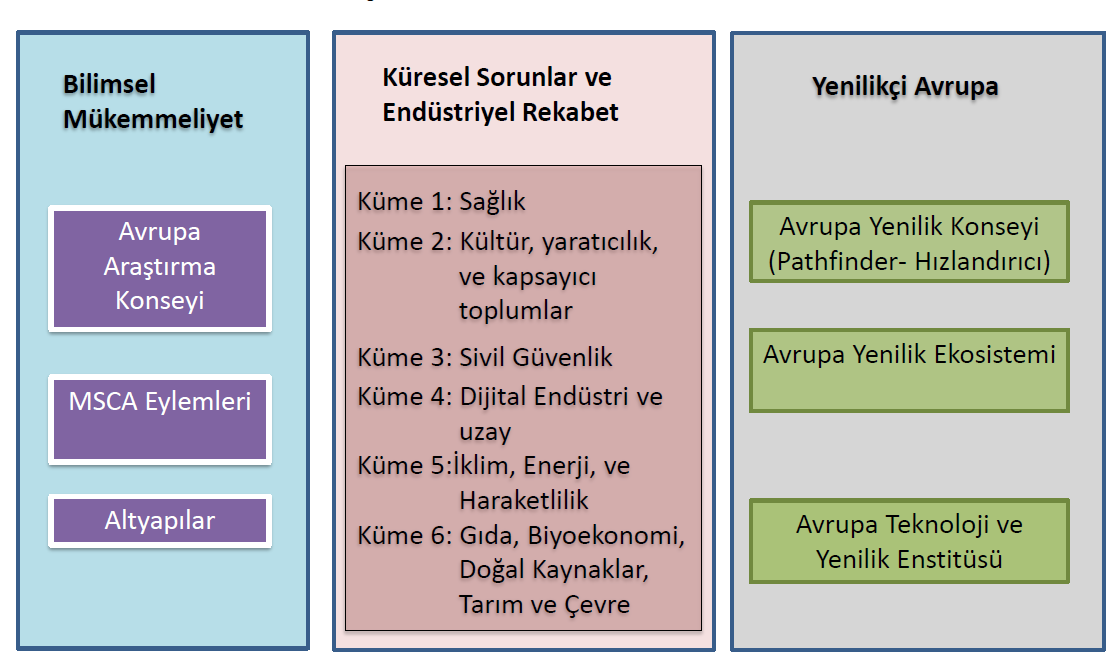 Bilimsel
Mükemmeliyet
Avrupa
Araştırma
Konseyi
MSCA Eylemleri
Altyapılar
Küresel Sorunlar ve
Endüstriyel Rekabet
Küme 1: Sağlık
Küme 2: Kültür, yaratıcılık,
ve kapsayıcı
toplumlar
Küme 3: Sivil Güvenlik
Küme 4: Dijital Endüstri ve
uzay
Küme 5:İklim, Enerji, ve
Haraketlilik
Küme 6: Gıda, Biyoekonomi,
Doğal Kaynaklar,
Tarım ve Çevre
Yenilikçi Avrupa
Avrupa Yenilik Konseyi
(Pathfinder- Hızlandırıcı)
Avrupa Yenilik Ekosistemi
Avrupa Teknoloji ve
Yenilik Enstitüsü